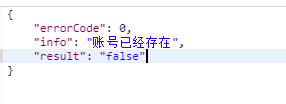 {
"errorCode": 0,
"info": "账号已经存在",
"result": "false"
}